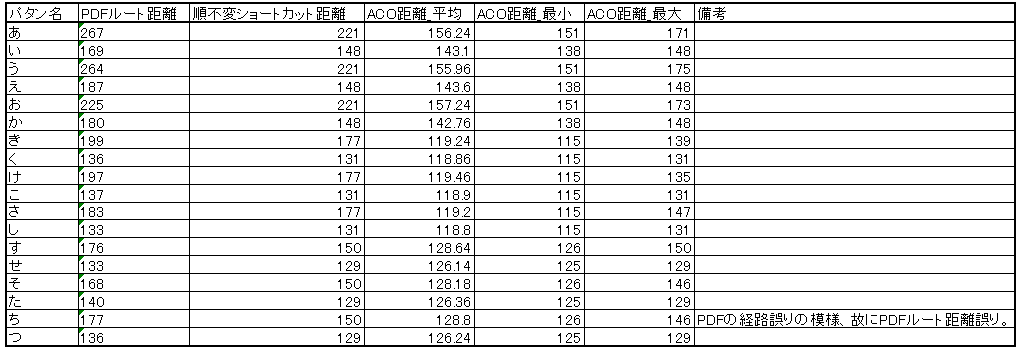 パタン名 PDFルート距離 順不変ショートカット距離 ACO距離_平均 ACO距離_最小 ACO距離_最大 備考
あ 267 221 156.24 151 171
い 169 148 143.1 138 148
う 264 221 155.96 151 175
え 187 148 143.6 138 148
お 225 221 157.24 151 173
か 180 148 142.76 138 148
き 199 177 119.24 115 139
く 136 131 118.86 115 131
け 197 177 119.46 115 135
こ 137 131 118.9 115 131
さ 183 177 119.2 115 147
し 133 131 118.8 115 131
す 176 150 128.64 126 150
せ 133 129 126.14 125 129
そ 168 150 128.18 126 146
た 140 129 126.36 125 129
ち 177 150 128.8 126 146 PDFの経路誤りの模様、故にPDFルート距離誤り。
つ 136 129 126.24 125 129